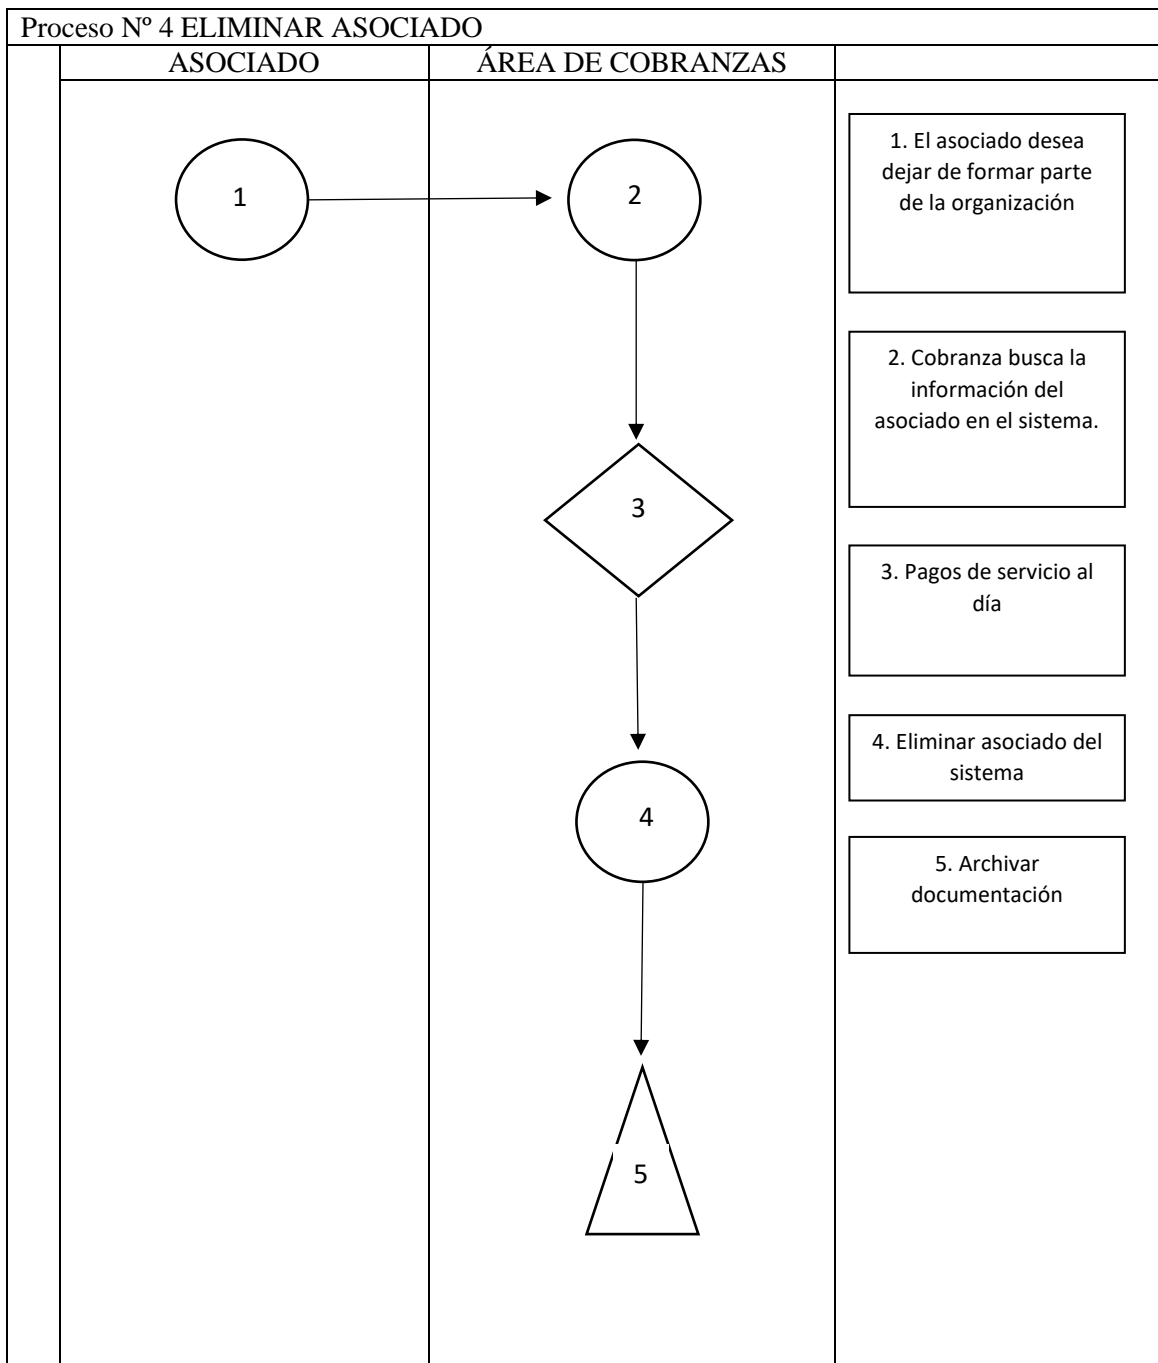 Proceso Nº 4 ELIMINAR ASOCIADO
ASOCIADO
ÁREA DE COBRANZAS
1
2
3
4
5
1. El asociado desea
dejar de formar parte
de la organización
2. Cobranza busca la
información del
asociado en el sistema.
3. Pagos de servicio al
día
4. Eliminar asociado del
sistema
5. Archivar
documentación